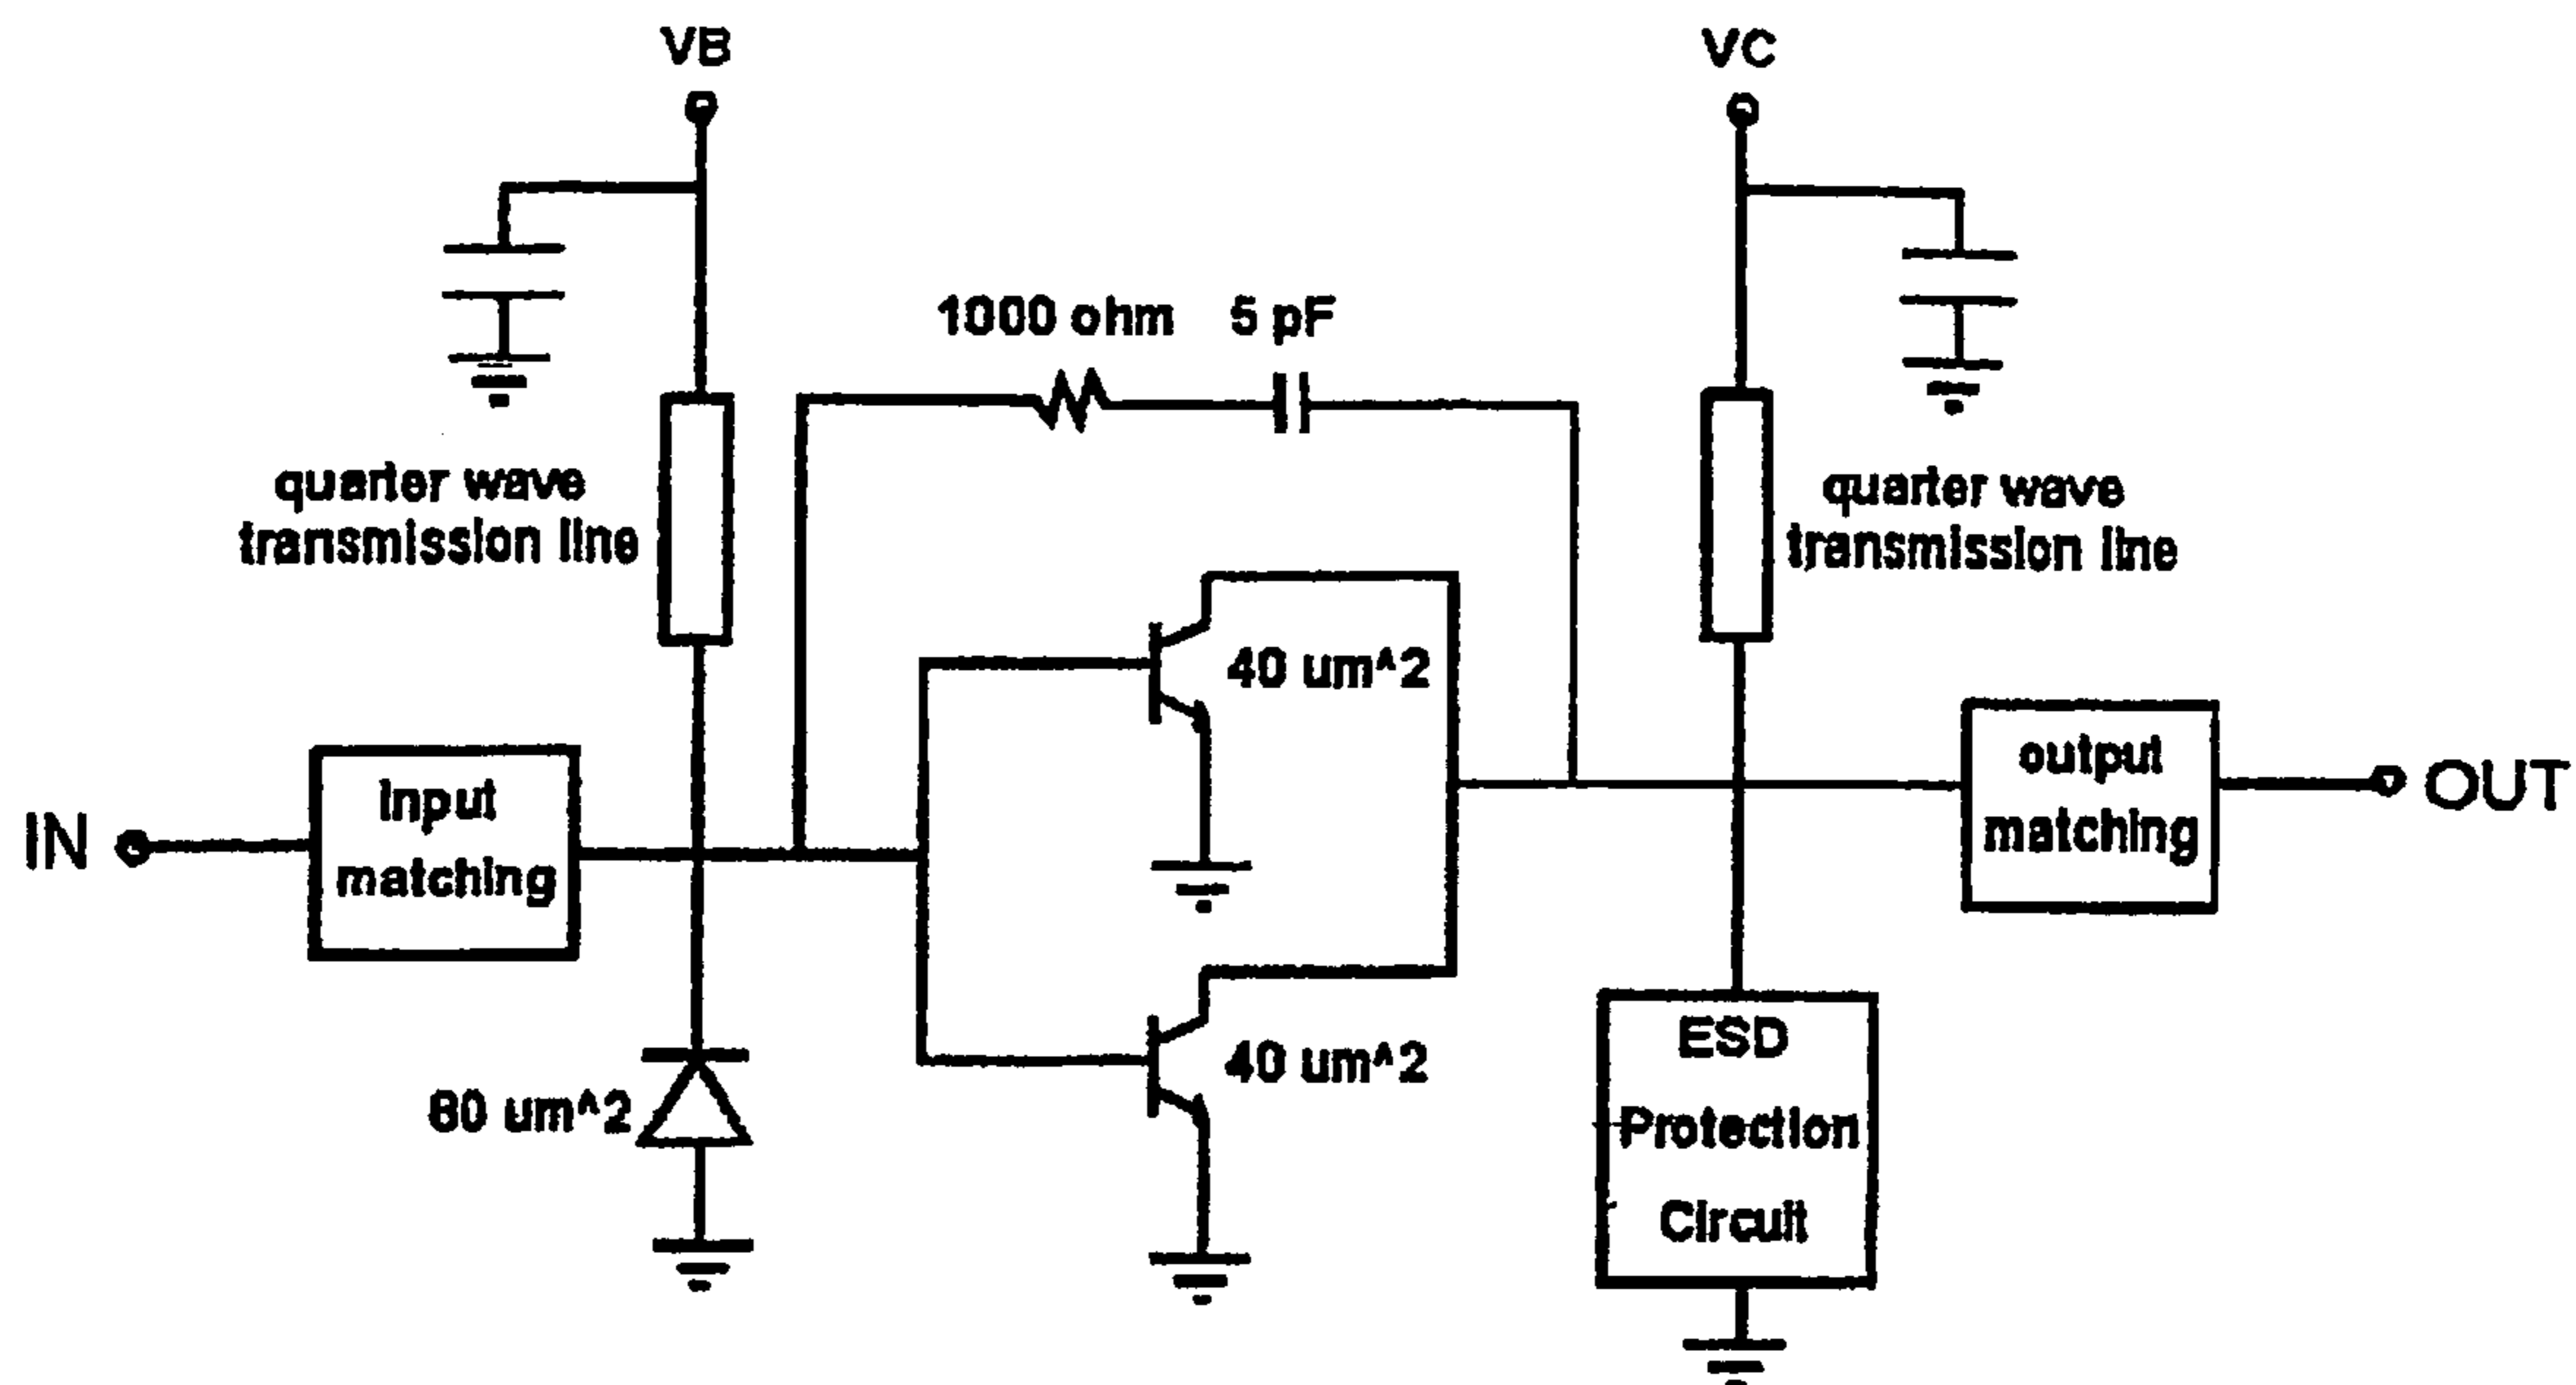 VB
VC
1000 ohm 5 pF
quarter wave
transmission line
quarter wave
transmission line
40 um^2
IN
input
matching
output
matching
OUT
40 um^2
60 um^2
ESD
Protection
Circuit